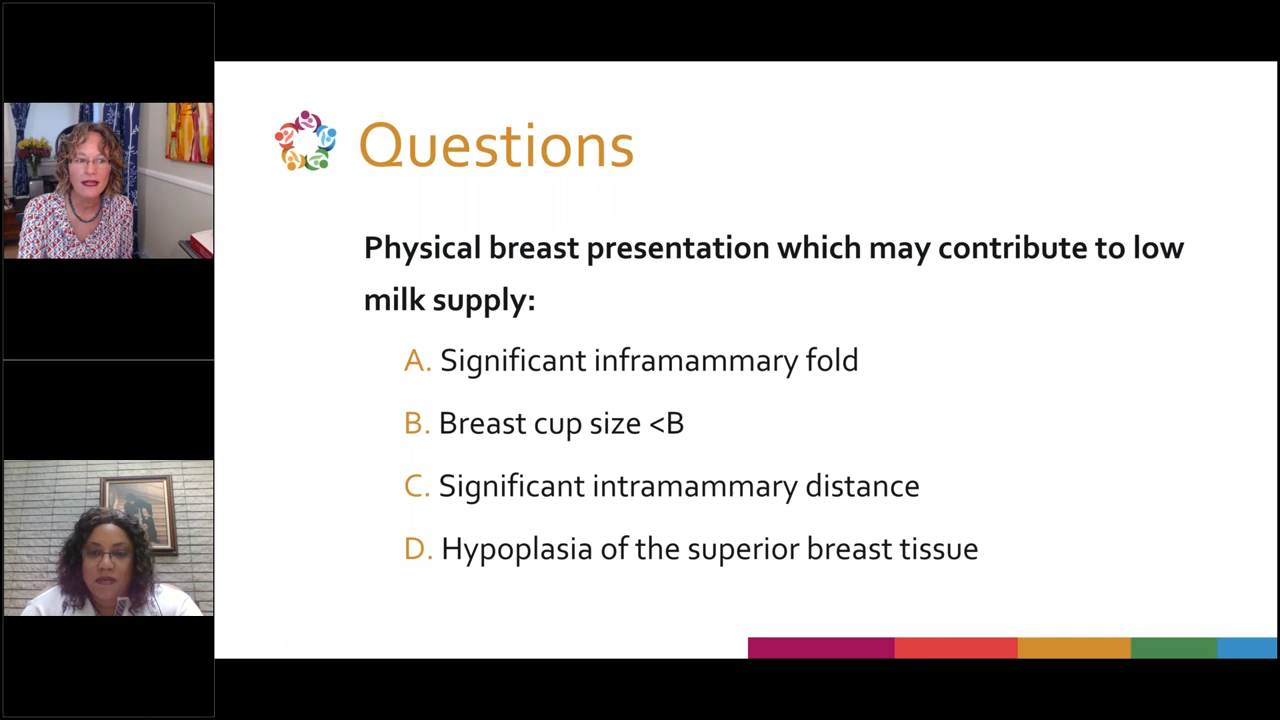 Questions
Physical breast presentation which may contribute to low
milk supply:
A. Significant inframammary fold
B. Breast cup size <B
C. Significant intramammary distance
D. Hypoplasia of the superior breast tissue